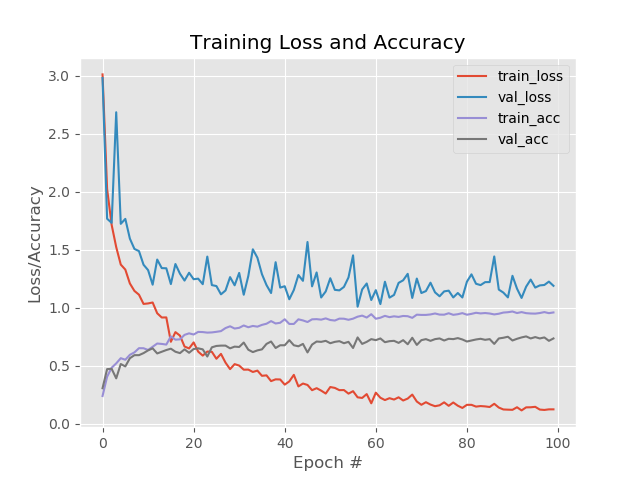 Training Loss and Accuracy
train_loss
val_loss
train_acc
val_acc
Loss/Accuracy
3.0
2.5
2.0
1.5
1.0
0.5
0.0
0 20 40 60 80 100
Epoch #